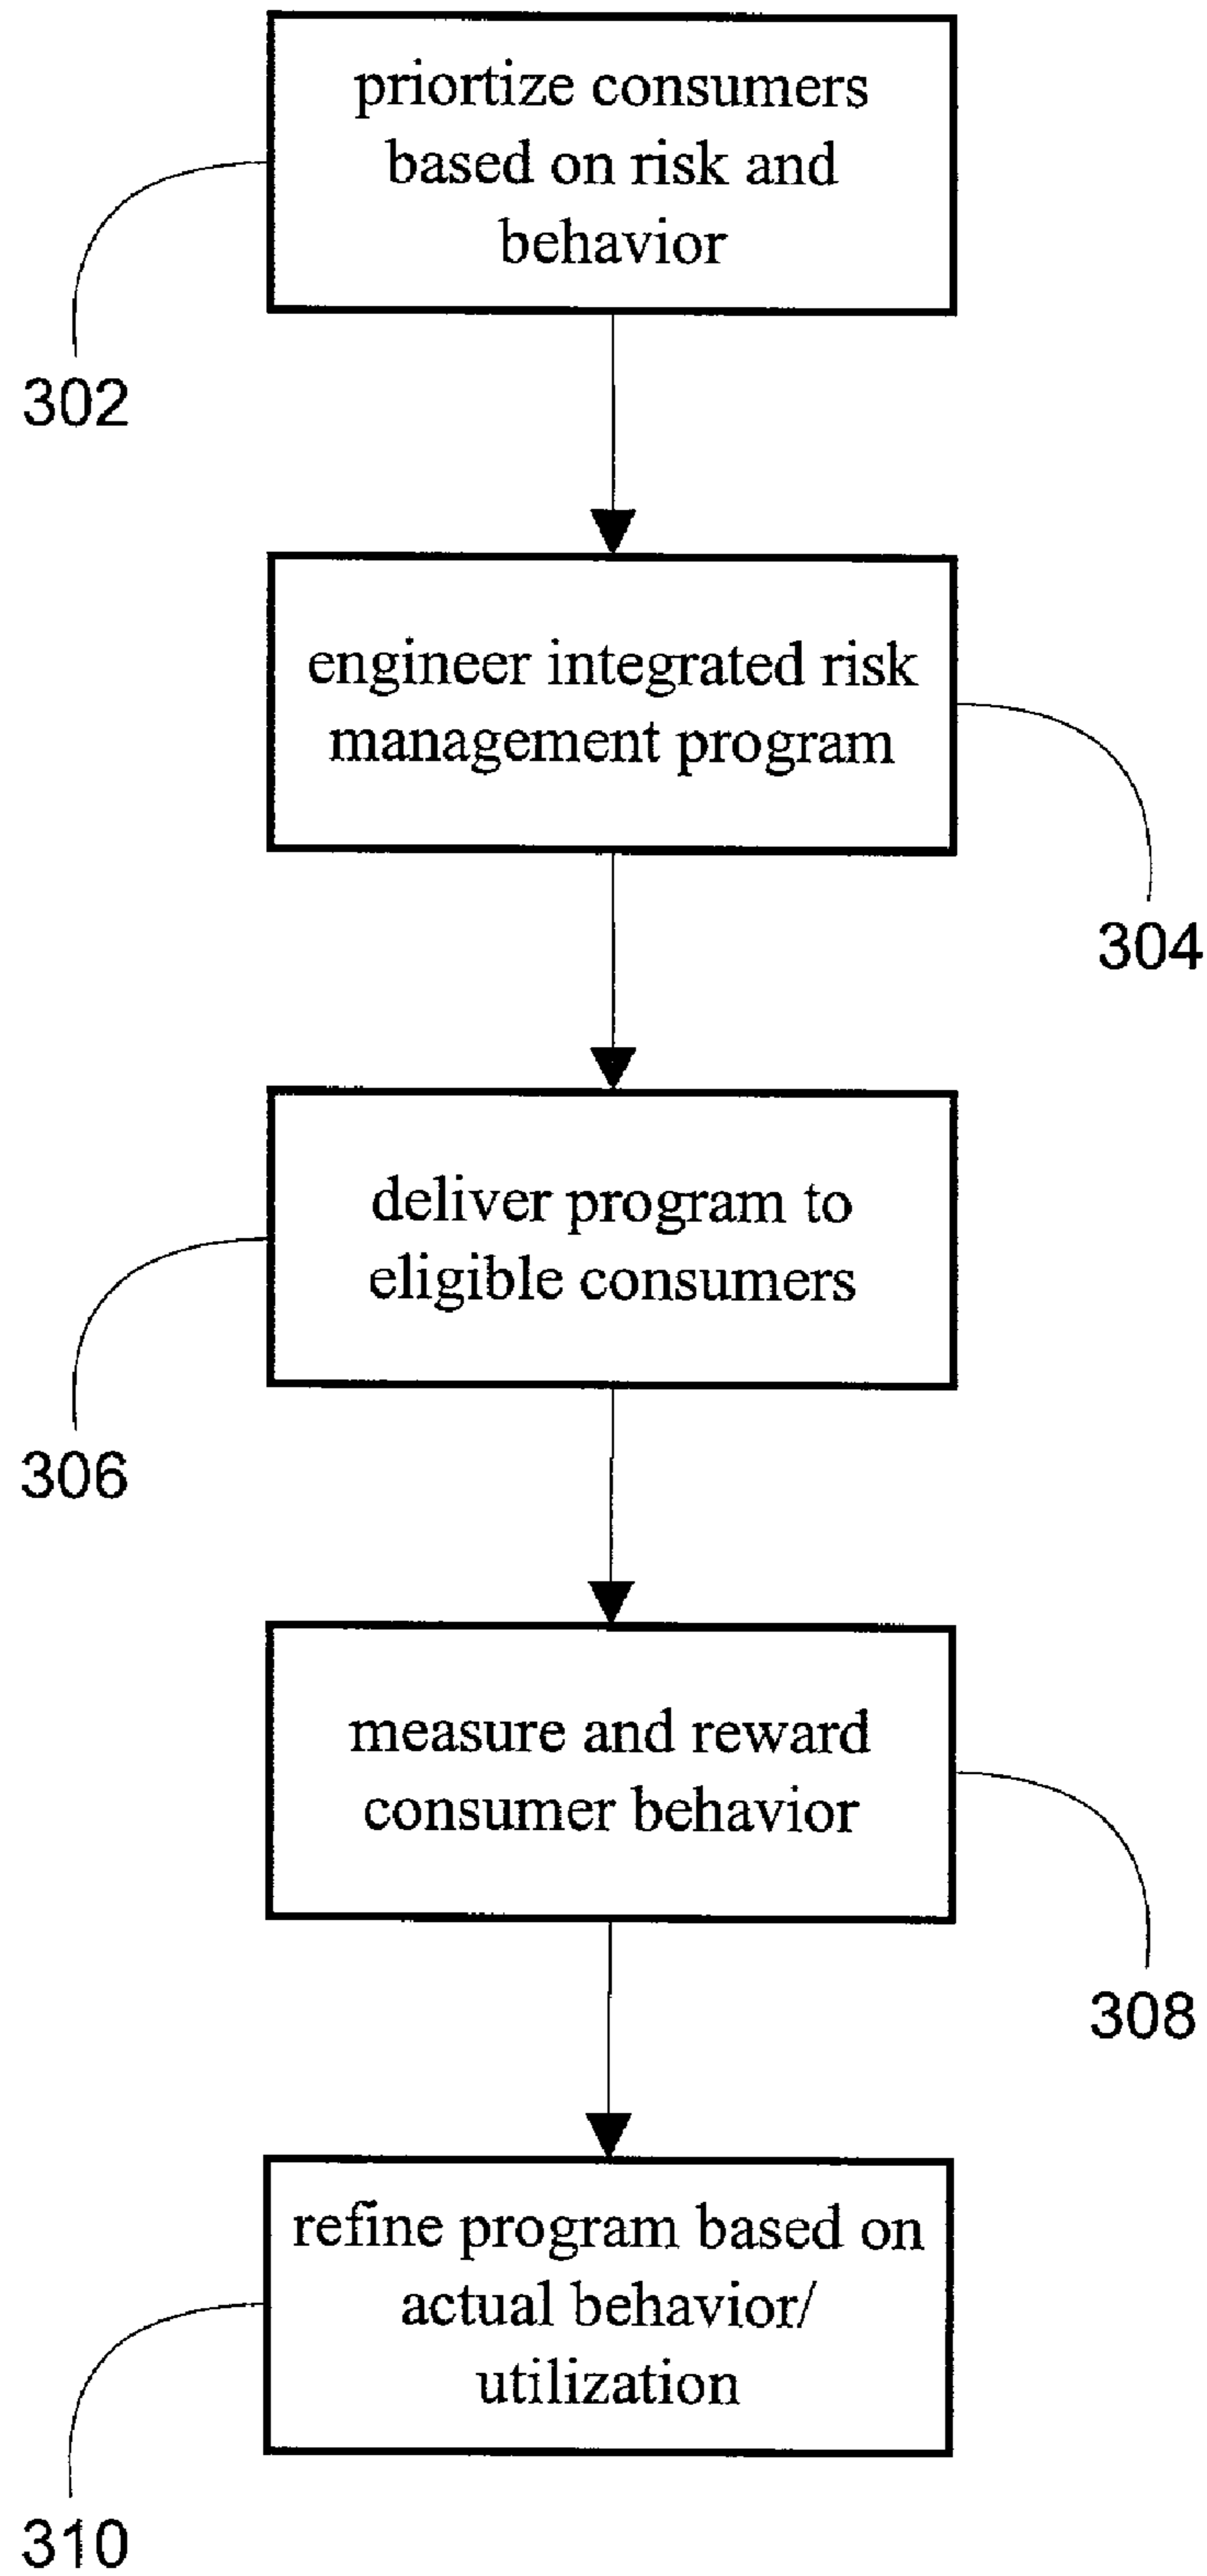 priortize consumers
based on risk and
behavior
302
engineer integrated risk
management program
304
deliver program to
eligible consumers
306
measure and reward
consumer behavior
308
refine program based on
actual behavior/
utilization
310